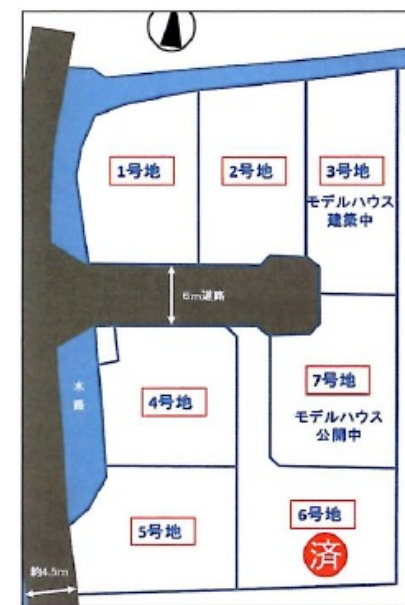 1号地
2号地
3号地
モデルハウス
建築中
6m道路
水路
4号地
7号地
モデルハウス
公開中
5号地
6号地
済
約4.5m